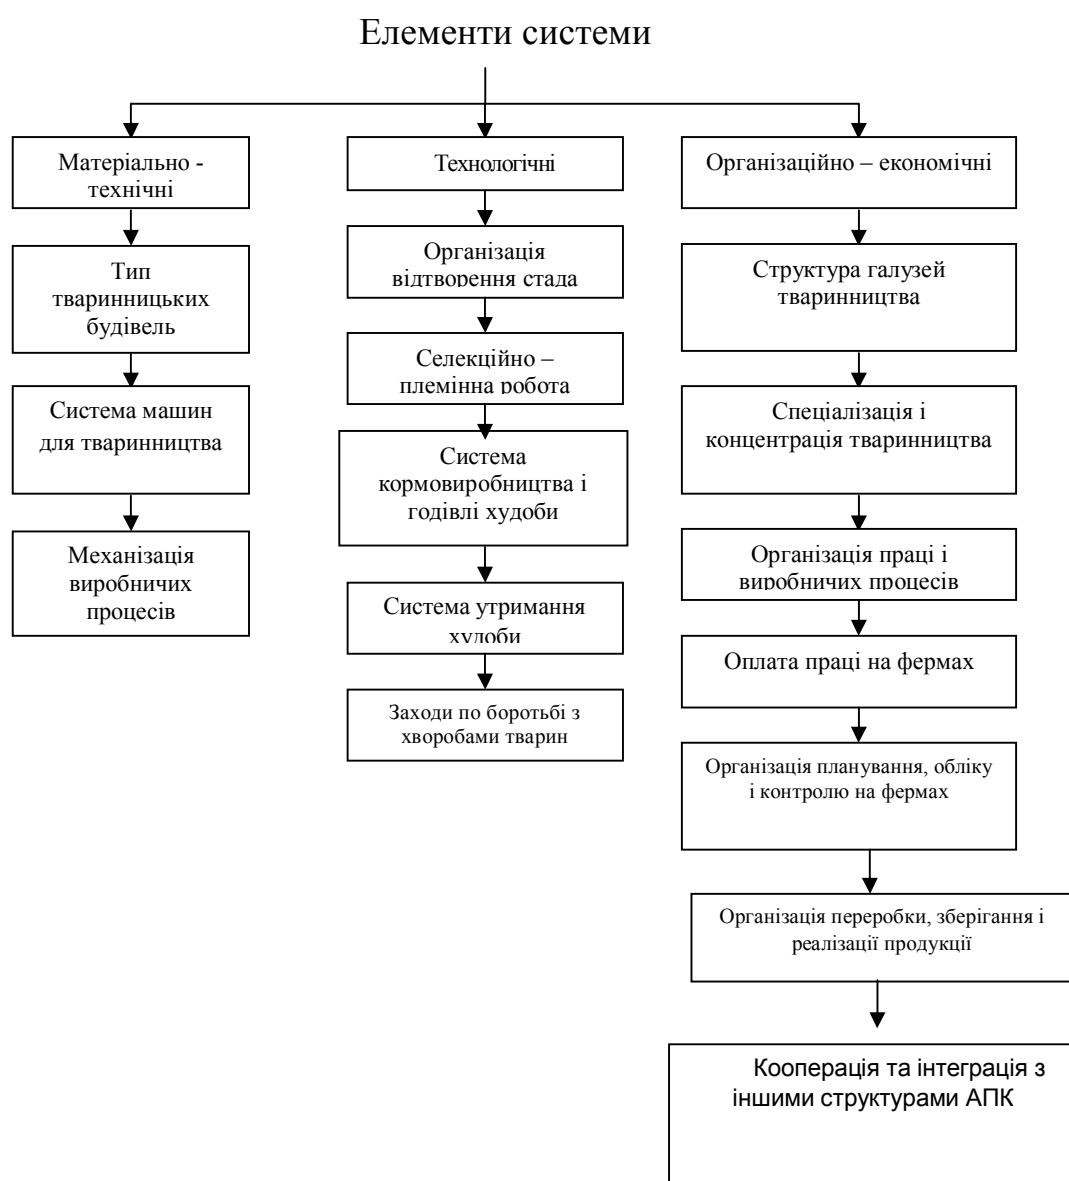 Елементи системи
Матеріально -
технічні
Тип
тваринницьких
будівель
Система машин
для тваринництва
Механізація
виробничих
процесів
Технологічні
Організація
відтворення стада
Селекційно –
племінна робота
Система
кормовиробництва і
годівлі худоби
Система утримання
худоби
Заходи по боротьбі з
хворобами тварин
Організаційно – економічні
Структура галузей
тваринництва
Спеціалізація і
концентрація тваринництва
Організація праці і
виробничих процесів
Оплата праці на фермах
Організація планування, обліку
і контролю на фермах
Організація переробки, зберігання і
реалізації продукції
Кооперація та інтеграція з
іншими структурами АПК